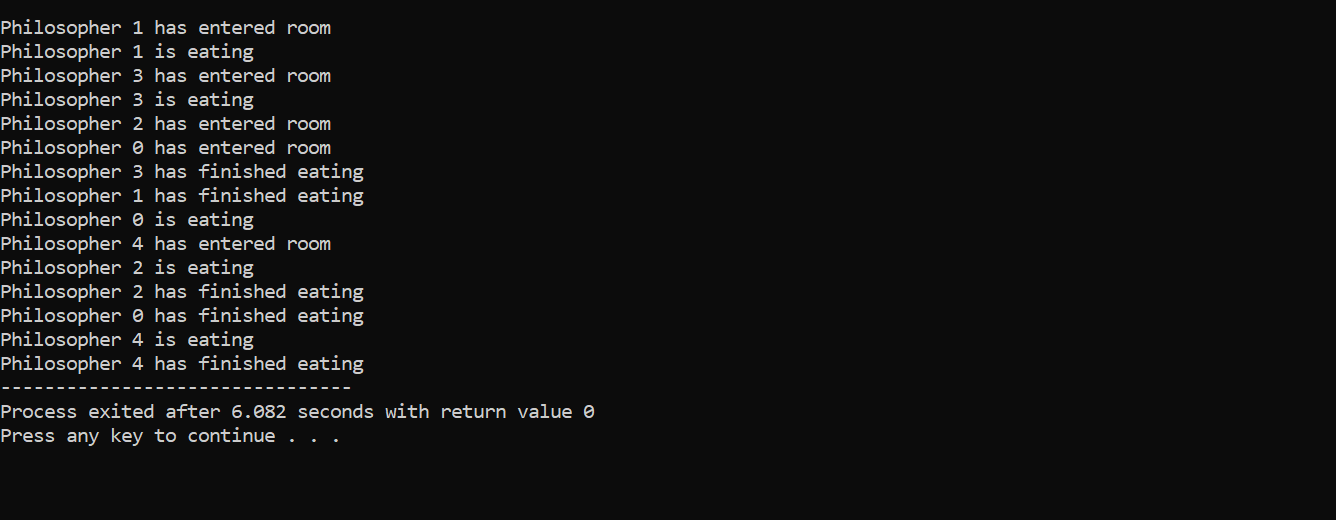 Philosopher 1 has entered room
Philosopher 1 is eating
Philosopher 3 has entered room
Philosopher 3 is eating
Philosopher 2 has entered room
Philosopher 0 has entered room
Philosopher 3 has finished eating
Philosopher 1 has finished eating
Philosopher 0 is eating
Philosopher 4 has entered room
Philosopher 2 is eating
Philosopher 2 has finished eating
Philosopher 0 has finished eating
Philosopher 4 is eating
Philosopher 4 has finished eating
--------------------------------
Process exited after 6.082 seconds with return value 0
Press any key to continue . . .